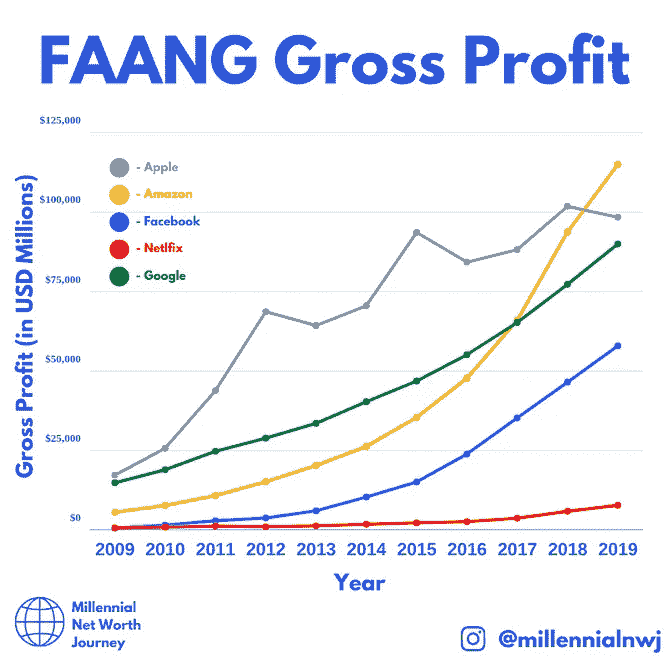 FAANG Gross Profit
Gross Profit (in USD Millions)
$125,000
$100,000
$75,000
$50,000
$25,000
$0
- Apple
- Amazon
- Facebook
- Netlfix
- Google
2009 2010 2011 2012 2013 2014 2015 2016 2017 2018 2019
Year
Millennial
Net Worth
Journey
@millennialnwj